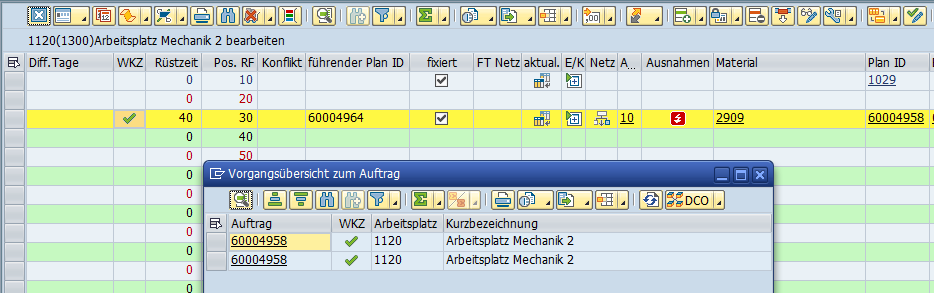 1120(1300)Arbeitsplatz Mechanik 2 bearbeiten
Diff.Tage WKZ Rüstzeit Pos. RF Konflikt führender Plan ID fixiert FT Netz aktual. E/K Netz A... Ausnahmen Material Plan ID
0 10 1029
0 20
40 30 60004964 10 2909 60004958
0 40
0 50
Vorgangsübersicht zum Auftrag
0
DCO
0
Auftrag WKZ Arbeitsplatz Kurzbezeichnung
0
60004958 1120 Arbeitsplatz Mechanik 2
0
60004958 1120 Arbeitsplatz Mechanik 2
0
0